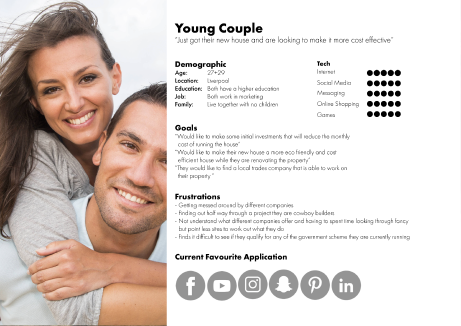 Young Couple
"Just got their new house and are looking to make it more cost effective"
Demographic
Age: 27+29
Location: Liverpool
Education: Both have a higher education
Job: Both work in marketing
Family: Live together with no children
Tech
Internet
Social Media
Messaging
Online Shopping
Games
Goals
"Would like to make some initial investments that will reduce the monthly
cost of running the house"
"Would like to make their new house a more eco friendly and cost
efficient house while they are renovating the property"
"They would like to find a local trades company that is able to work on
their property "
Frustrations
- Getting messed around by different companies
- Finding out half way through a project they are cowboy builders
- Not understand what different companies offer and having to spent time looking through fancy
but point less sites to work out what they do
- Finds it difficult to see if they qualify for any of the government scheme they are currently running
Current Favourite Application